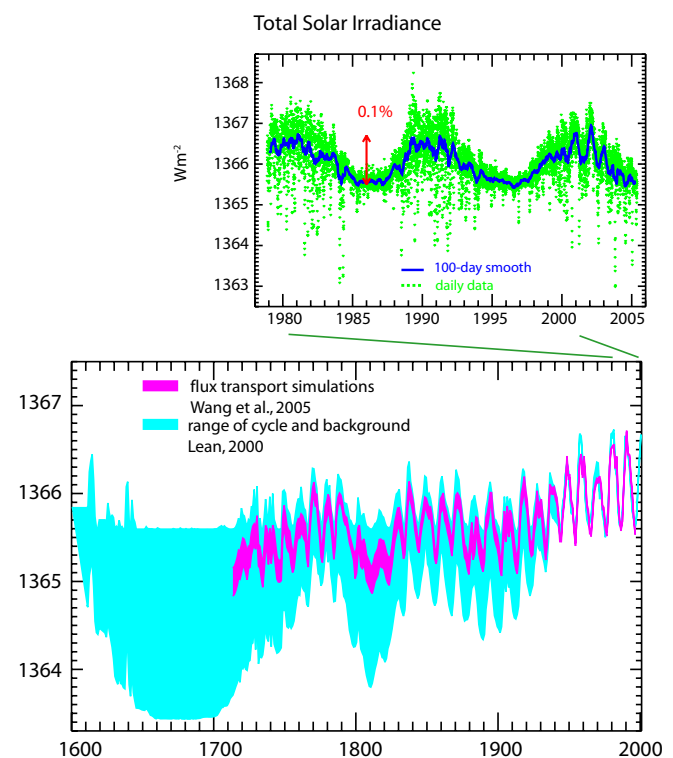 Total Solar Irradiance
1368
1367
1366
1365
1364
1363
Wm-2
0.1%
100-day smooth
daily data
1980 1985 1990 1995 2000 2005
flux transport simulations
Wang et al., 2005
range of cycle and background
Lean, 2000
1367
1366
1365
1364
1600 1700 1800 1900 2000